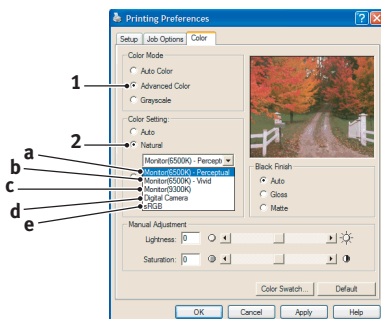 Printing Preferences
Setup Job Options Color
Color Mode
Auto Color
1 Advanced Color
Grayscale
Color Setting:
Auto
2 Natural
Monitor(6500K) - Percept
a Monitor(6500K) - Perceptual
b Monitor(6500K) - Vivid
c Monitor(9300K)
d Digital Camera
e sRGB
Black Finish
Auto
Gloss
Matte
Manual Adjustment
Lightness: 0
Saturation: 0
Color Swatch... Default
OK Cancel Apply Help